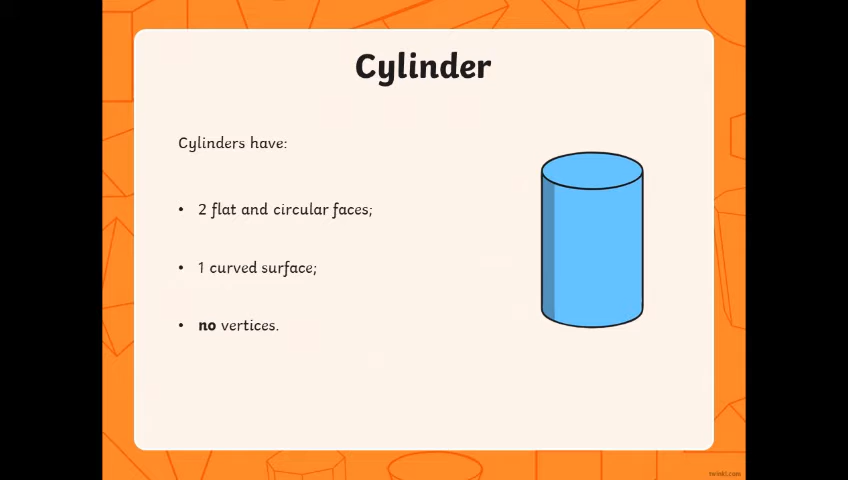 Cylinder
Cylinders have:
• 2 flat and circular faces;
• 1 curved surface;
• no vertices.
twinkl.com